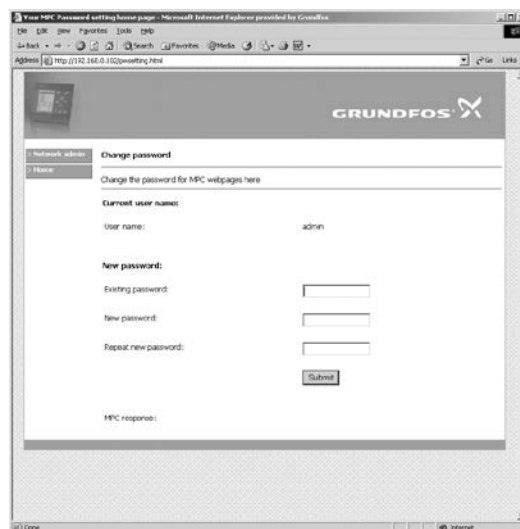 Your MPC Password setting home page - Microsoft Internet Explorer provided by Grundfos
File Edit View Favorites Tools Help
Back Search Favorites Media
Address http://192.168.0.102/pwsetting.html Go Links
GRUNDFOS
> Network admin
> Home
Change password
Change the password for MPC webpages here
Current user name:
User name: admin
New password:
Existing password:
New password:
Repeat new password:
Submit
MPC response:
Done Internet